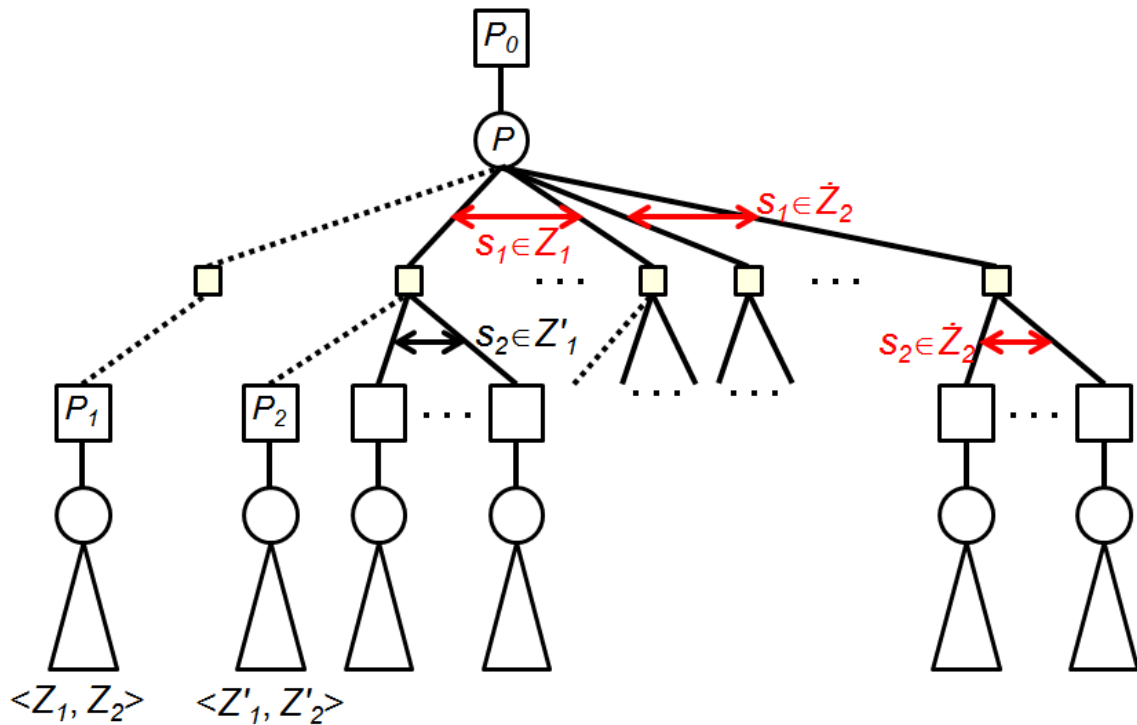 P₀
P
s₁∈Ż₂
s₁∈Z₁
. . .
. . .
s₂∈Z'₁
s₂∈Ż₂
P₁
P₂
. . .
. . .
. . .
. . .
<Z₁, Z₂>
<Z'₁, Z'₂>